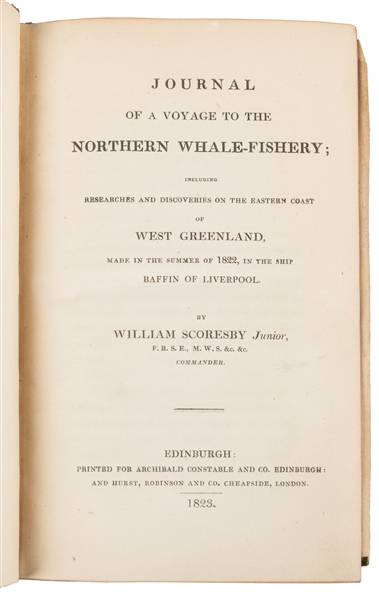 JOURNAL
OF A VOYAGE TO THE
NORTHERN WHALE-FISHERY;
INCLUDING
RESEARCHES AND DISCOVERIES ON THE EASTERN COAST
OF
WEST GREENLAND,
MADE IN THE SUMMER OF 1822, IN THE SHIP
BAFFIN OF LIVERPOOL.
BY
WILLIAM SCORESBY Junior,
F. R. S. E., M. W. S. &c. &c.
COMMANDER.
EDINBURGH:
PRINTED FOR ARCHIBALD CONSTABLE AND CO. EDINBURGH:
AND HURST, ROBINSON AND CO. CHEAPSIDE, LONDON.
1823.